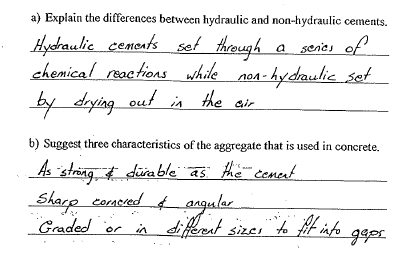 a) Explain the differences between hydraulic and non-hydraulic cements.
Hydraulic cements set through a series of
chemical reactions while non-hydraulic set
by drying out in the air
b) Suggest three characteristics of the aggregate that is used in concrete.
As strong & durable as the cement
Sharp cornered & angular
Graded or in different sizes to fit into gaps